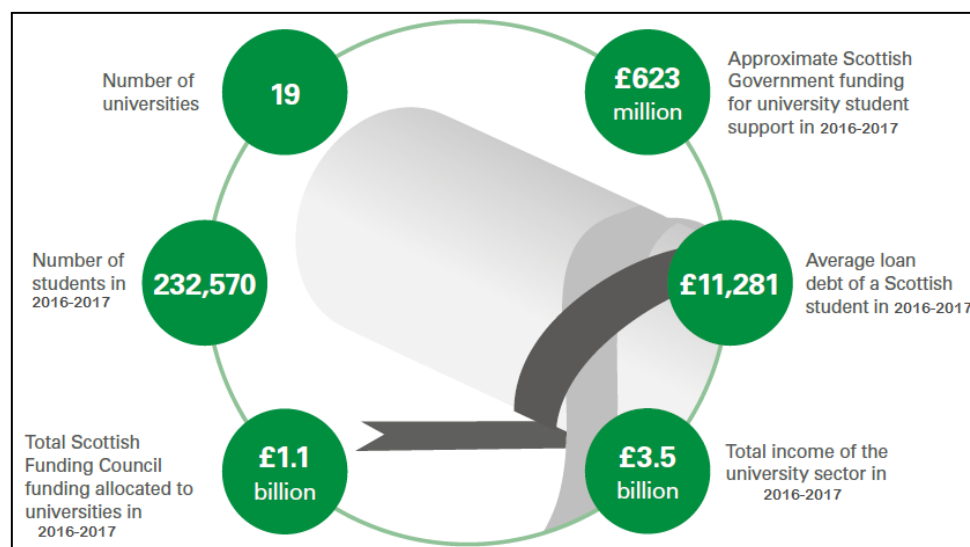 Number of
universities
19
£623
million
Approximate Scottish
Government funding
for university student
support in 2016-2017
Number of
students in
2016-2017
232,570
£11,281
Average loan
debt of a Scottish
student in 2016-2017
Total Scottish
Funding Council
funding allocated to
universities in
2016-2017
£1.1
billion
£3.5
billion
Total income of the
university sector in
2016-2017